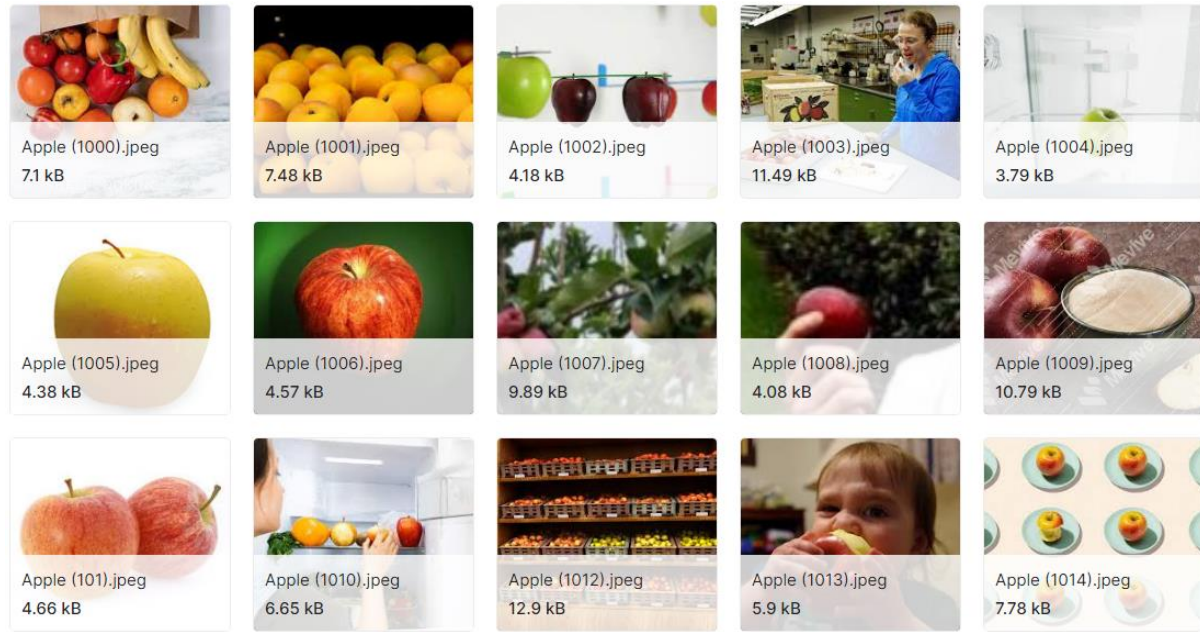 Apple (1000).jpeg
7.1 kB
Apple (1001).jpeg
7.48 kB
Apple (1002).jpeg
4.18 kB
Apple (1003).jpeg
11.49 kB
Apple (1004).jpeg
3.79 kB
Apple (1005).jpeg
4.38 kB
Apple (1006).jpeg
4.57 kB
Apple (1007).jpeg
9.89 kB
Apple (1008).jpeg
4.08 kB
Mevive
Mevive
Apple (1009).jpeg
10.79 kB
Apple (101).jpeg
4.66 kB
Apple (1010).jpeg
6.65 kB
Apple (1012).jpeg
12.9 kB
Apple (1013).jpeg
5.9 kB
Apple (1014).jpeg
7.78 kB